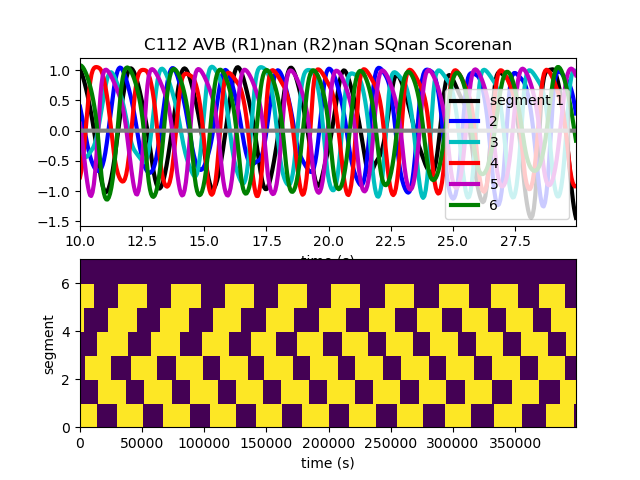 C112 AVB (R1)nan (R2)nan SQnan Scorenan
1.0
0.5
0.0
−0.5
−1.0
−1.5
segment 1
2
3
4
5
6
10.0 12.5 15.0 17.5 20.0 22.5 25.0 27.5
time (s)
6
4
2
0
segment
0 50000 100000 150000 200000 250000 300000 350000
time (s)